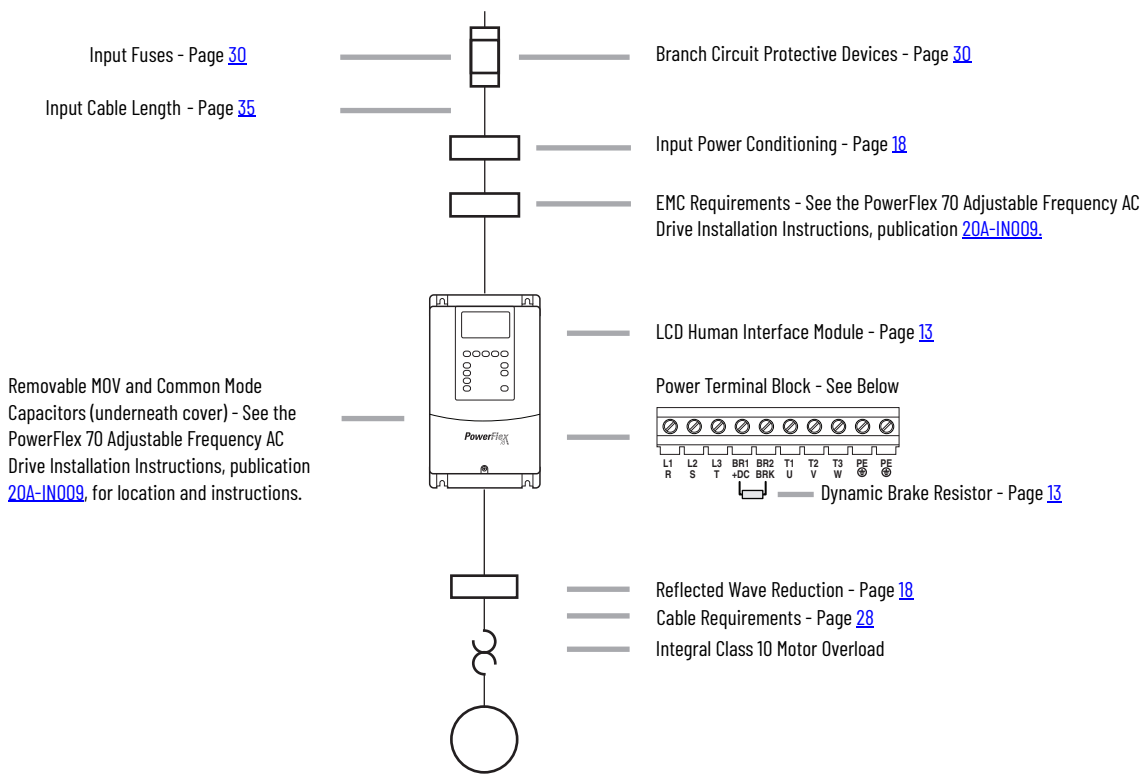 Input Fuses - Page 30
Branch Circuit Protective Devices - Page 30
Input Cable Length - Page 35
Input Power Conditioning - Page 18
EMC Requirements - See the PowerFlex 70 Adjustable Frequency AC
Drive Installation Instructions, publication 20A-IN009.
LCD Human Interface Module - Page 13
Removable MOV and Common Mode
Capacitors (underneath cover) - See the
PowerFlex 70 Adjustable Frequency AC
Drive Installation Instructions, publication
20A-IN009, for location and instructions.
PowerFlex
Power Terminal Block - See Below
L1 L2 L3 BR1 BR2 T1 T2 T3 PE PE
R S T +DC BRK U V W
Dynamic Brake Resistor - Page 13
Reflected Wave Reduction - Page 18
Cable Requirements - Page 28
Integral Class 10 Motor Overload